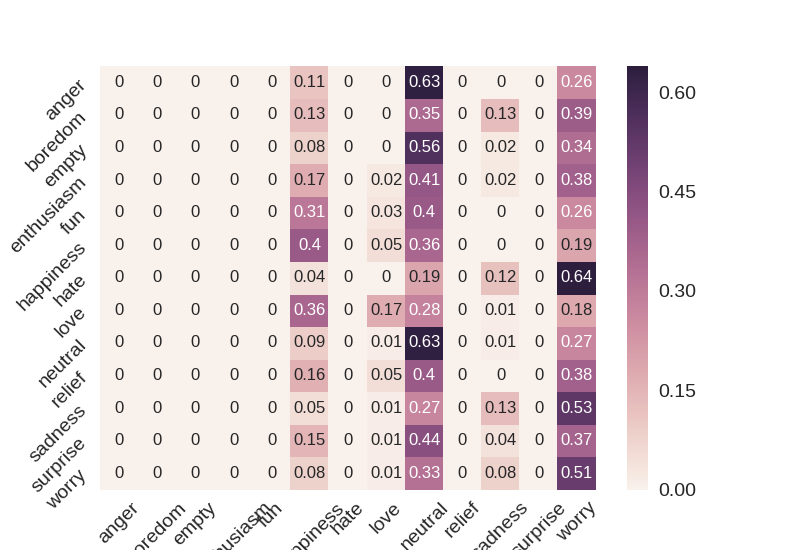 anger 0 0 0 0 0 0.11 0 0 0.63 0 0 0 0.26
boredom 0 0 0 0 0 0.13 0 0 0.35 0 0.13 0 0.39
empty 0 0 0 0 0 0.08 0 0 0.56 0 0.02 0 0.34
enthusiasm 0 0 0 0 0 0.17 0 0.02 0.41 0 0.02 0 0.38
fun 0 0 0 0 0 0.31 0 0.03 0.4 0 0 0 0.26
happiness 0 0 0 0 0 0.4 0 0.05 0.36 0 0 0 0.19
hate 0 0 0 0 0 0.04 0 0 0.19 0 0.12 0 0.64
love 0 0 0 0 0 0.36 0 0.17 0.28 0 0.01 0 0.18
neutral 0 0 0 0 0 0.09 0 0.01 0.63 0 0.01 0 0.27
relief 0 0 0 0 0 0.16 0 0.05 0.4 0 0 0 0.38
sadness 0 0 0 0 0 0.05 0 0.01 0.27 0 0.13 0 0.53
surprise 0 0 0 0 0 0.15 0 0.01 0.44 0 0.04 0 0.37
worry 0 0 0 0 0 0.08 0 0.01 0.33 0 0.08 0 0.51
anger oredom empty husiasm fun ppiness hate love neutral relief sadness surprise worry
0.60
0.45
0.30
0.15
0.00